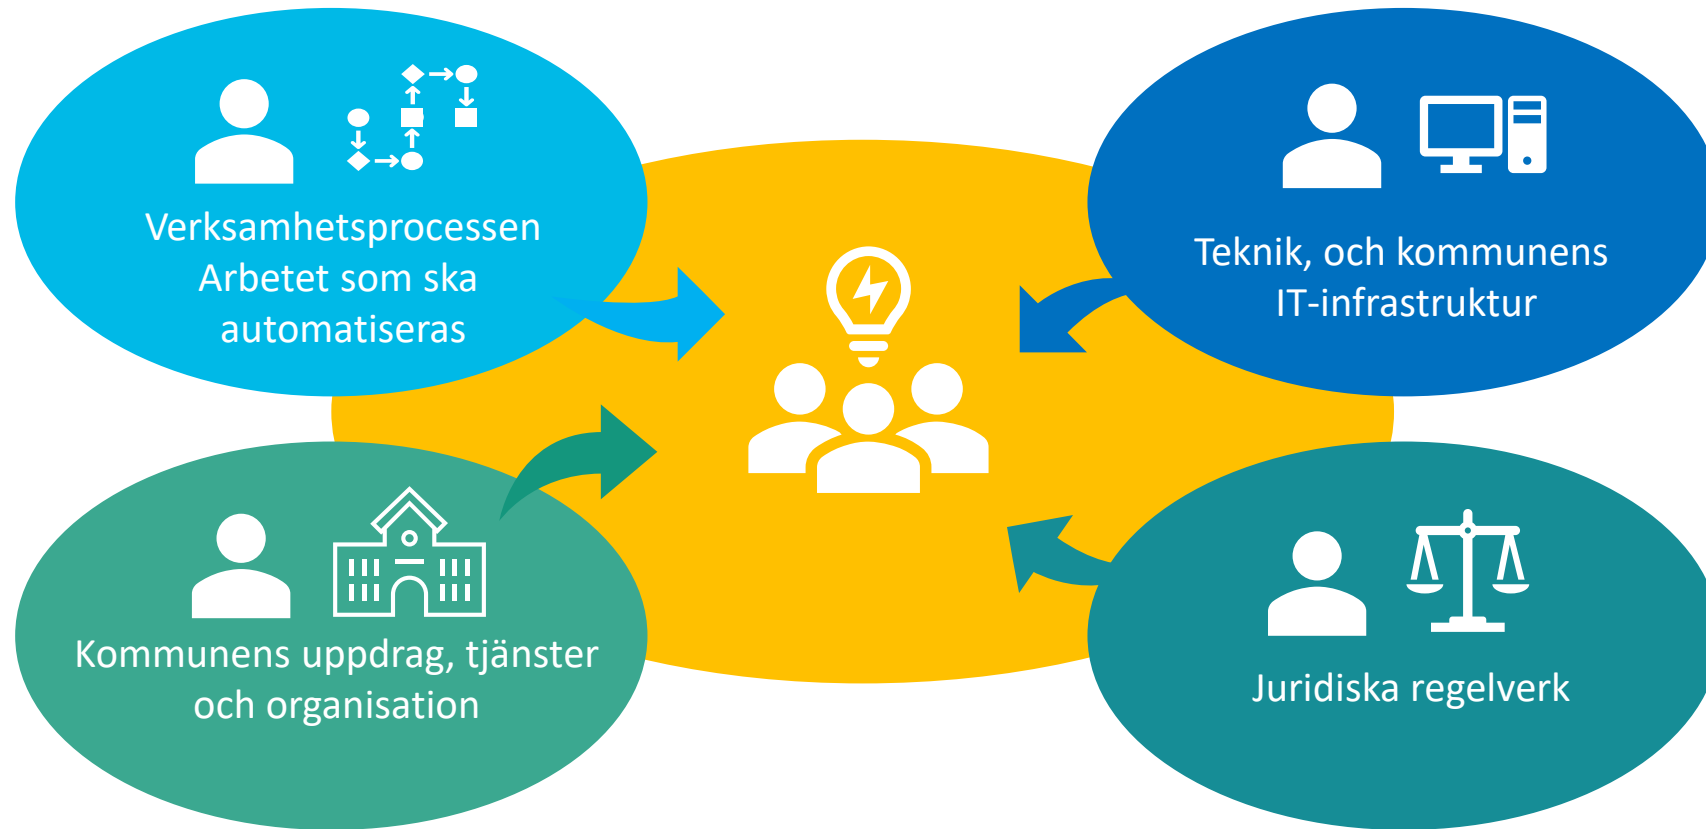 Verksamhetsprocessen
Arbetet som ska
automatiseras
Teknik, och kommunens
IT-infrastruktur
Kommunens uppdrag, tjänster
och organisation
Juridiska regelverk